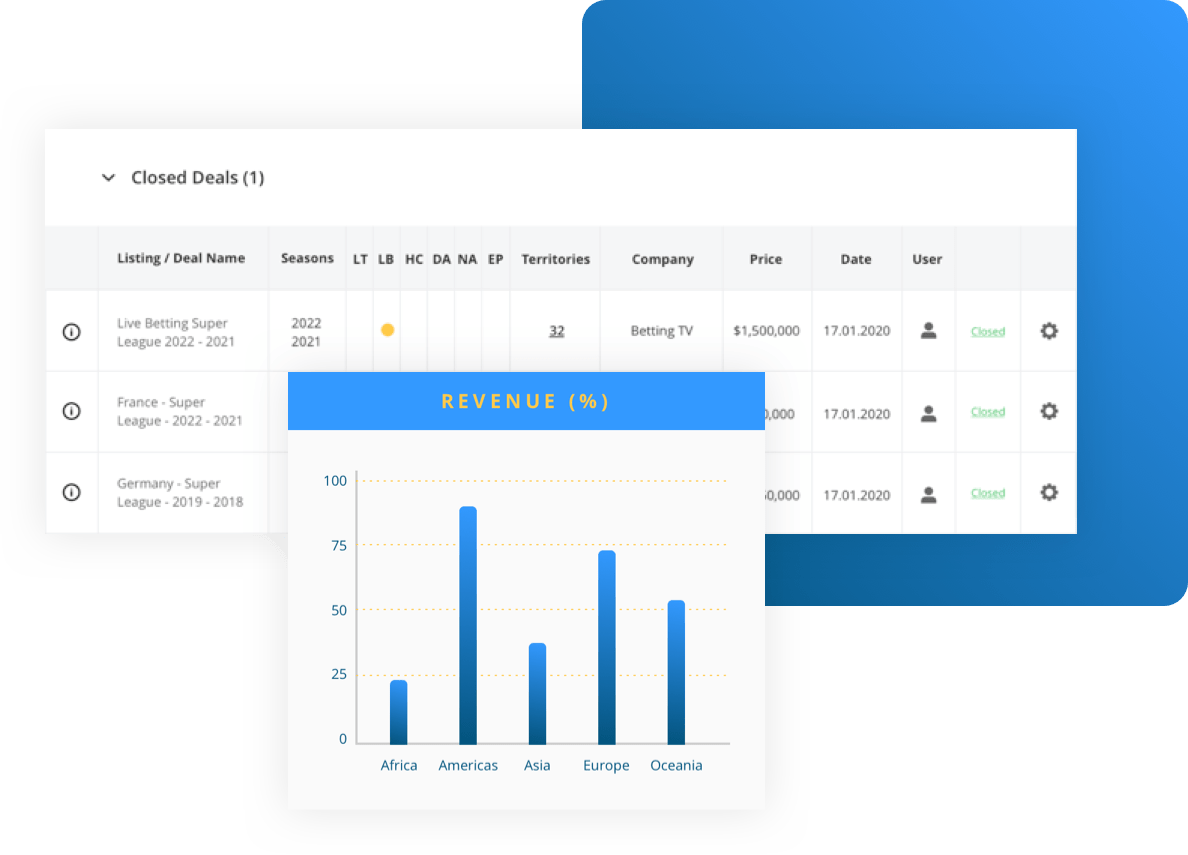 Closed Deals (1)
Listing / Deal Name Seasons LT LB HC DA NA EP Territories Company Price Date User
Live Betting Super
League 2022 - 2021
2022
2021
32 Betting TV $1,500,000 17.01.2020 Closed
France - Super
League - 2022 - 2021
0,000 17.01.2020 Closed
Germany - Super
League - 2019 - 2018
50,000 17.01.2020 Closed
REVENUE (%)
100
75
50
25
0
Africa Americas Asia Europe Oceania